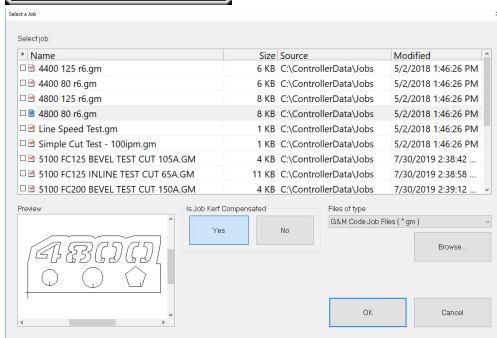 Select a Job
Select job:
* Name Size Source Modified
4400 125 r6.gm 6 KB C:\ControllerData\Jobs 5/2/2018 1:46:26 PM
4400 80 r6.gm 6 KB C:\ControllerData\Jobs 5/2/2018 1:46:26 PM
4800 125 r6.gm 8 KB C:\ControllerData\Jobs 5/2/2018 1:46:26 PM
4800 80 r6.gm 8 KB C:\ControllerData\Jobs 5/2/2018 1:46:26 PM
Line Speed Test.gm 1 KB C:\ControllerData\Jobs 5/2/2018 1:46:26 PM
Simple Cut Test - 100ipm.gm 1 KB C:\ControllerData\Jobs 5/2/2018 1:46:26 PM
5100 FC125 BEVEL TEST CUT 105A.GM 4 KB C:\ControllerData\Jobs 7/30/2019 2:38:42 ...
5100 FC125 INLINE TEST CUT 65A.GM 11 KB C:\ControllerData\Jobs 7/30/2019 2:38:58 ...
5100 FC200 BEVEL TEST CUT 150A.GM 4 KB C:\ControllerData\Jobs 7/30/2019 2:39:12 ...
Preview Is Job Kerf Compensated Files of type:
Yes No G&M Code Job Files ( *.gm )
Browse...
4800
OK Cancel